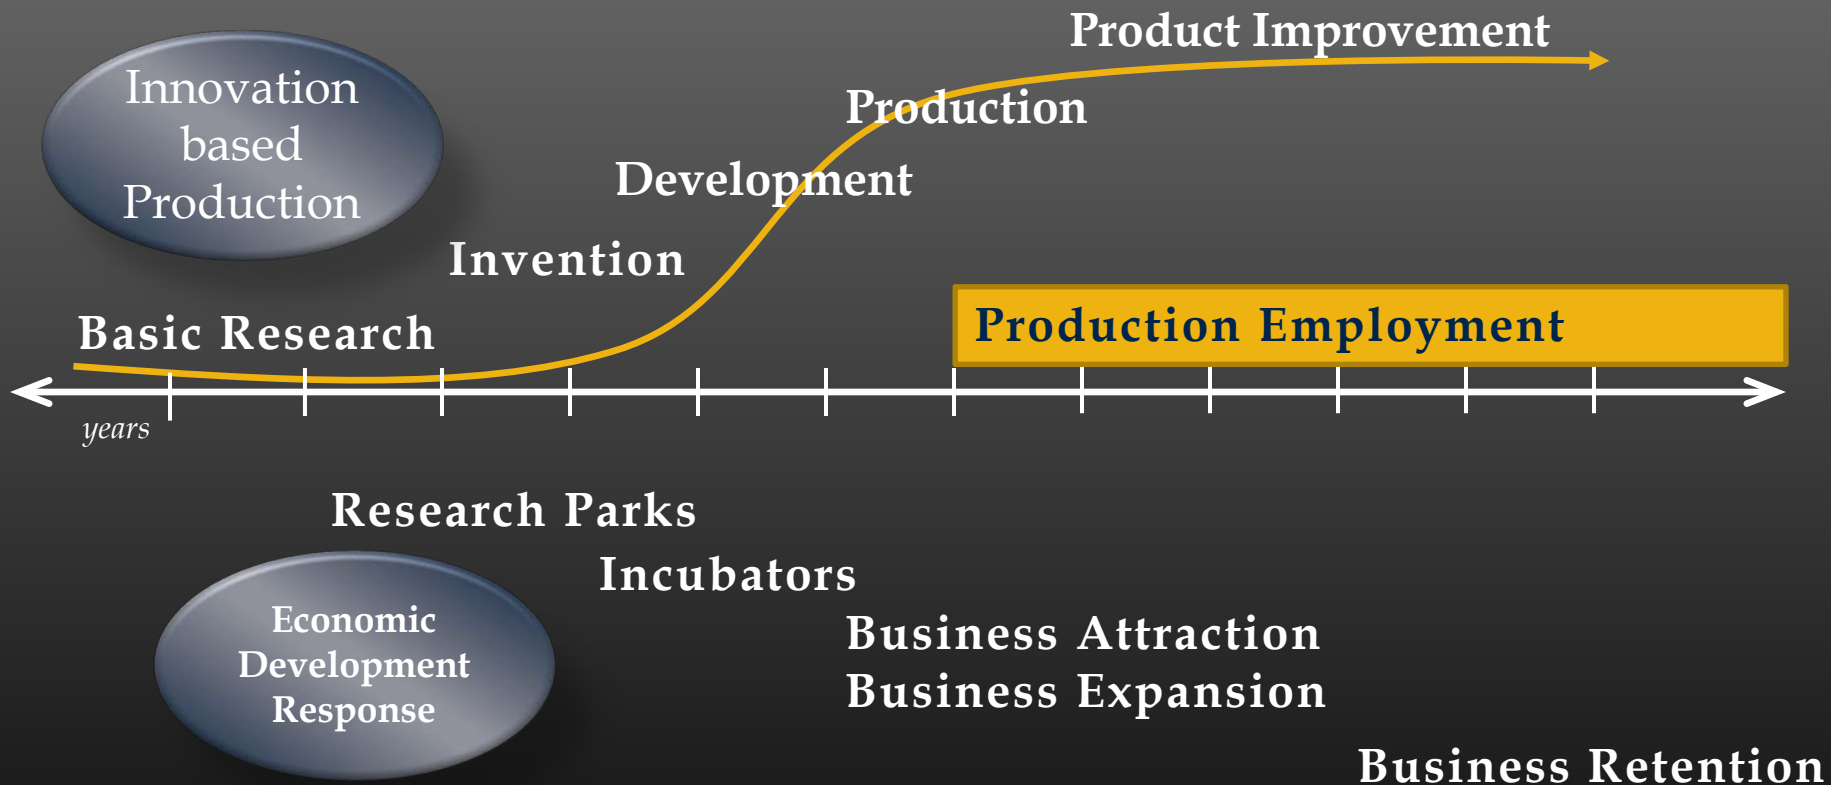 Product Improvement
Innovation
based
Production
Production
Development
Invention
Basic Research
Production Employment
years
Research Parks
Incubators
Economic
Development
Response
Business Attraction
Business Expansion
Business Retention